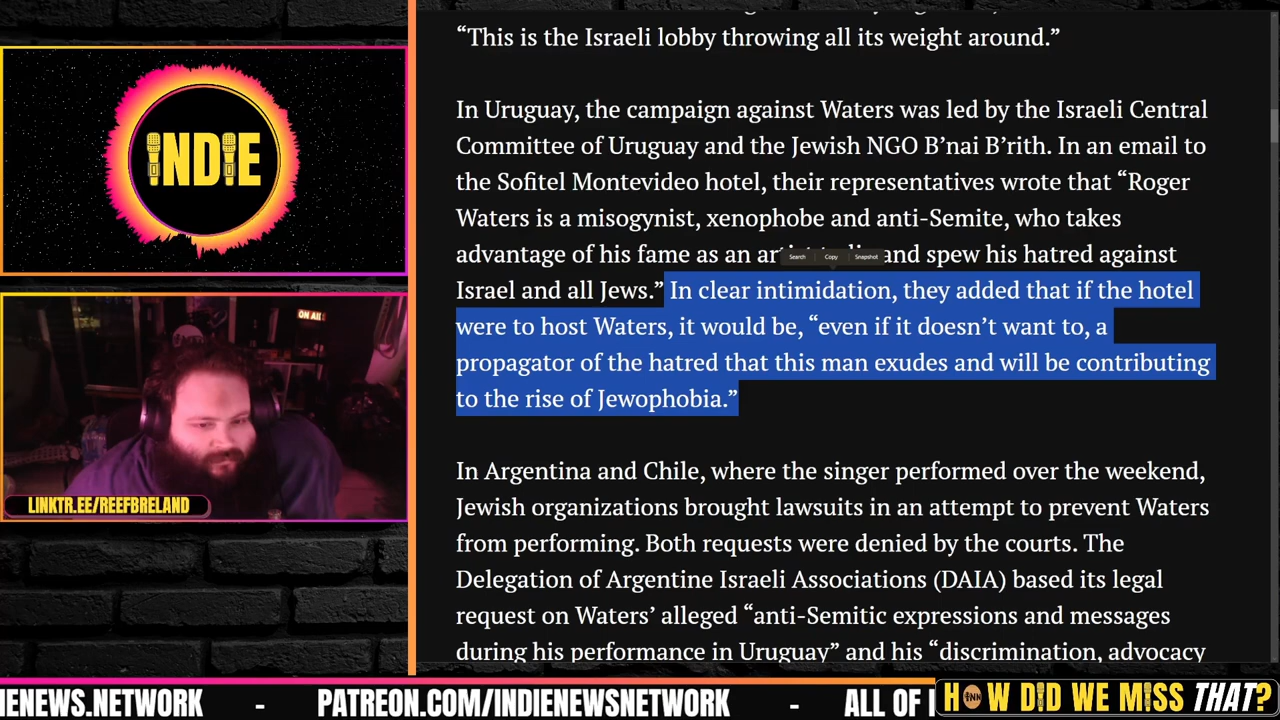 INDIE
ON AIR
LINKTR.EE/REEFBRELAND
“This is the Israeli lobby throwing all its weight around.”
In Uruguay, the campaign against Waters was led by the Israeli Central
Committee of Uruguay and the Jewish NGO B’nai B’rith. In an email to
the Sofitel Montevideo hotel, their representatives wrote that “Roger
Waters is a misogynist, xenophobe and anti-Semite, who takes
advantage of his fame as an and spew his hatred against
Search Copy Snapshot
Israel and all Jews.” In clear intimidation, they added that if the hotel
were to host Waters, it would be, “even if it doesn’t want to, a
propagator of the hatred that this man exudes and will be contributing
to the rise of Jewophobia.”
In Argentina and Chile, where the singer performed over the weekend,
Jewish organizations brought lawsuits in an attempt to prevent Waters
from performing. Both requests were denied by the courts. The
Delegation of Argentine Israeli Associations (DAIA) based its legal
request on Waters’ alleged “anti-Semitic expressions and messages
during his performance in Uruguay” and his “discrimination, advocacy
IENEWS.NETWORK - PATREON.COM/INDIENEWSNETWORK - ALL OF
HOW DID WE MISS THAT?